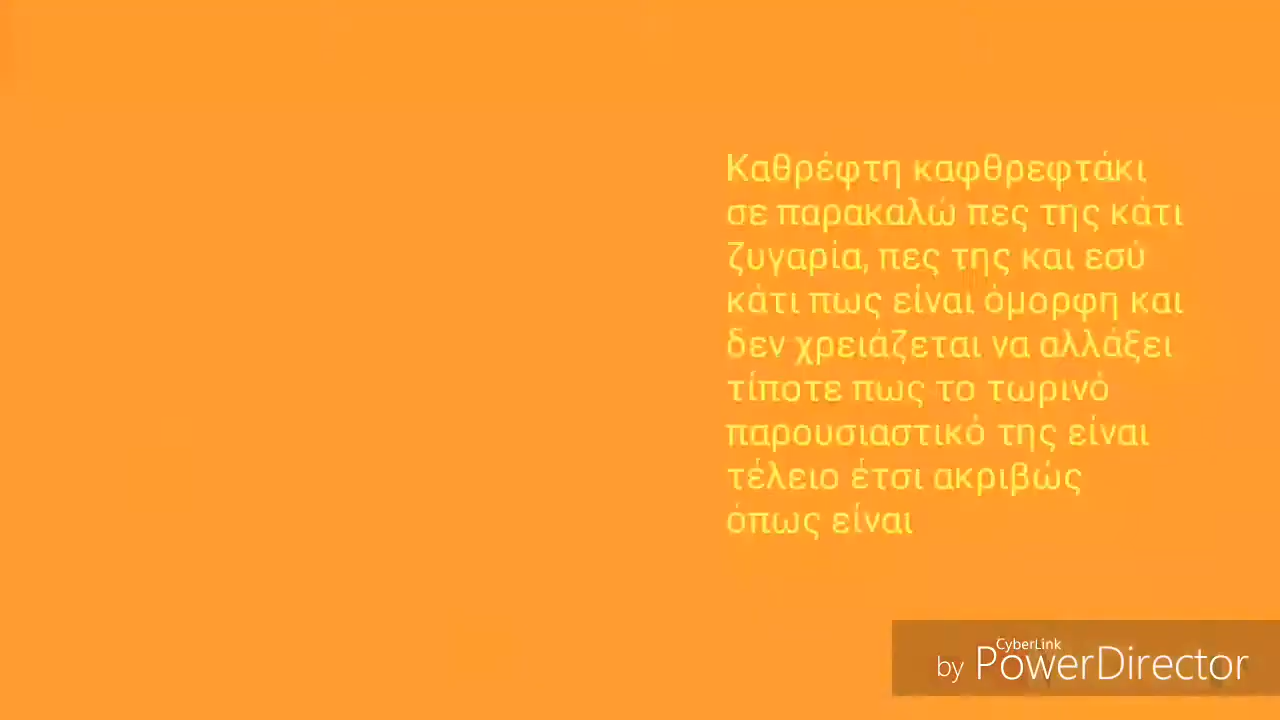 Καθρέφτη καφθρεφτάκι
σε παρακαλώ πες της κάτι
ζυγαρία, πες της και εσύ
κάτι πως είναι όμορφη και
δεν χρειάζεται να αλλάξει
τίποτε πως το τωρινό
παρουσιαστικό της είναι
τέλειο έτσι ακριβώς
όπως είναι
CyberLink
by PowerDirector